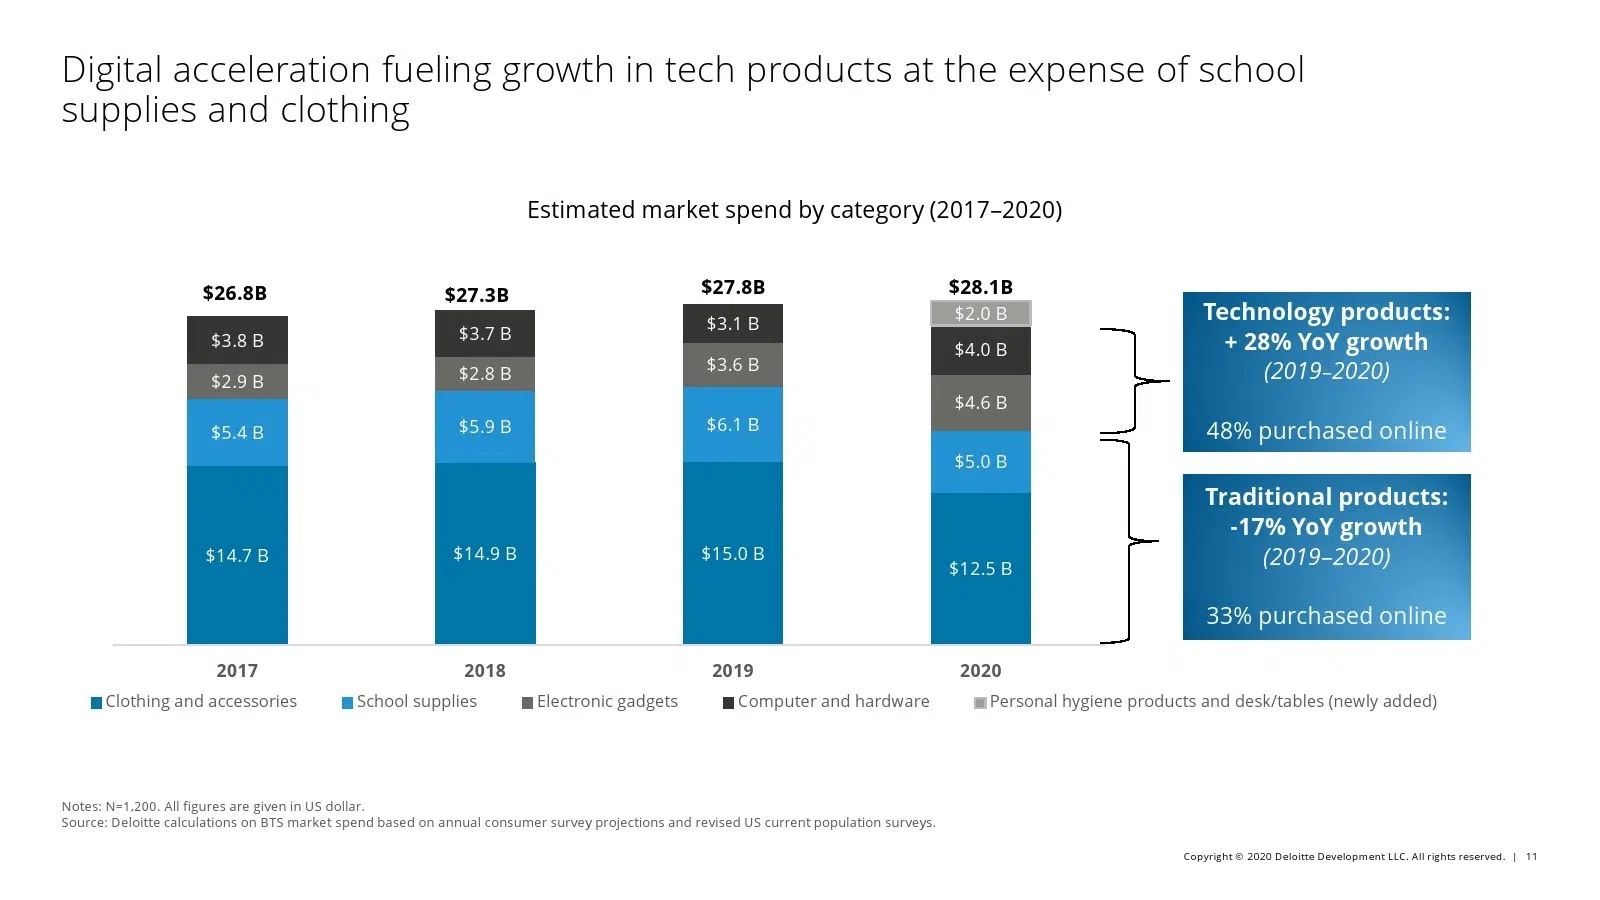 Digital acceleration fueling growth in tech products at the expense of school
supplies and clothing
Estimated market spend by category (2017–2020)
$26.8B
$3.8 B
$2.9 B
$5.4 B
$14.7 B
2017
$27.3B
$3.7 B
$2.8 B
$5.9 B
$14.9 B
2018
$27.8B
$3.1 B
$3.6 B
$6.1 B
$15.0 B
2019
$28.1B
$2.0 B
$4.0 B
$4.6 B
$5.0 B
$12.5 B
2020
Technology products:
+ 28% YoY growth
(2019–2020)
48% purchased online
Traditional products:
-17% YoY growth
(2019–2020)
33% purchased online
Clothing and accessories
School supplies
Electronic gadgets
Computer and hardware
Personal hygiene products and desk/tables (newly added)
Notes: N=1,200. All figures are given in US dollar.
Source: Deloitte calculations on BTS market spend based on annual consumer survey projections and revised US current population surveys.
Copyright © 2020 Deloitte Development LLC. All rights reserved. | 11